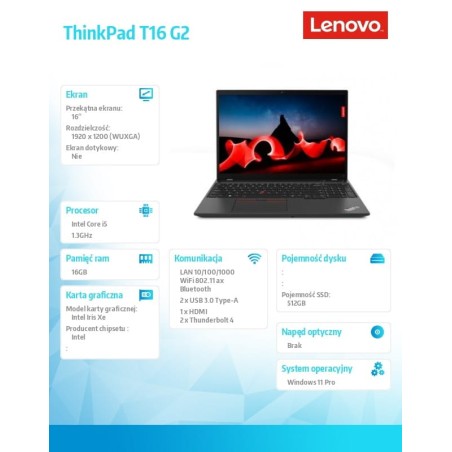 ThinkPad T16 G2
Lenovo
Ekran
Przekątna ekranu:
16"
Rozdzielczość:
1920 x 1200 (WUXGA)
Ekran dotykowy:
Nie
Procesor
Intel Core i5
1.3GHz
Pamięć ram
16GB
Karta graficzna
Model karty graficznej:
Intel Iris Xe
Producent chipsetu :
Intel
:
Komunikacja
LAN 10/100/1000
WiFi 802.11 ax
Bluetooth
2 x USB 3.0 Type-A
1 x HDMI
2 x Thunderbolt 4
Pojemność dysku
:
:
Pojemność SSD:
512GB
Napęd optyczny
Brak
System operacyjny
Windows 11 Pro